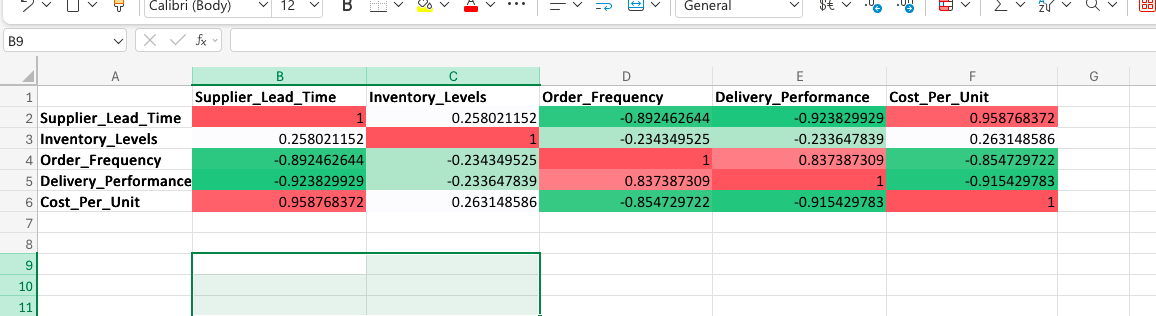 Calibri (Body) 12 B A General $€
B9 fx
A B C D E F G
1 Supplier_Lead_Time Inventory_Levels Order_Frequency Delivery_Performance Cost_Per_Unit
2 Supplier_Lead_Time 1 0.258021152 -0.892462644 -0.923829929 0.958768372
3 Inventory_Levels 0.258021152 1 -0.234349525 -0.233647839 0.263148586
4 Order_Frequency -0.892462644 -0.234349525 1 0.837387309 -0.854729722
5 Delivery_Performance -0.923829929 -0.233647839 0.837387309 1 -0.915429783
6 Cost_Per_Unit 0.958768372 0.263148586 -0.854729722 -0.915429783 1
7
8
9
10
11